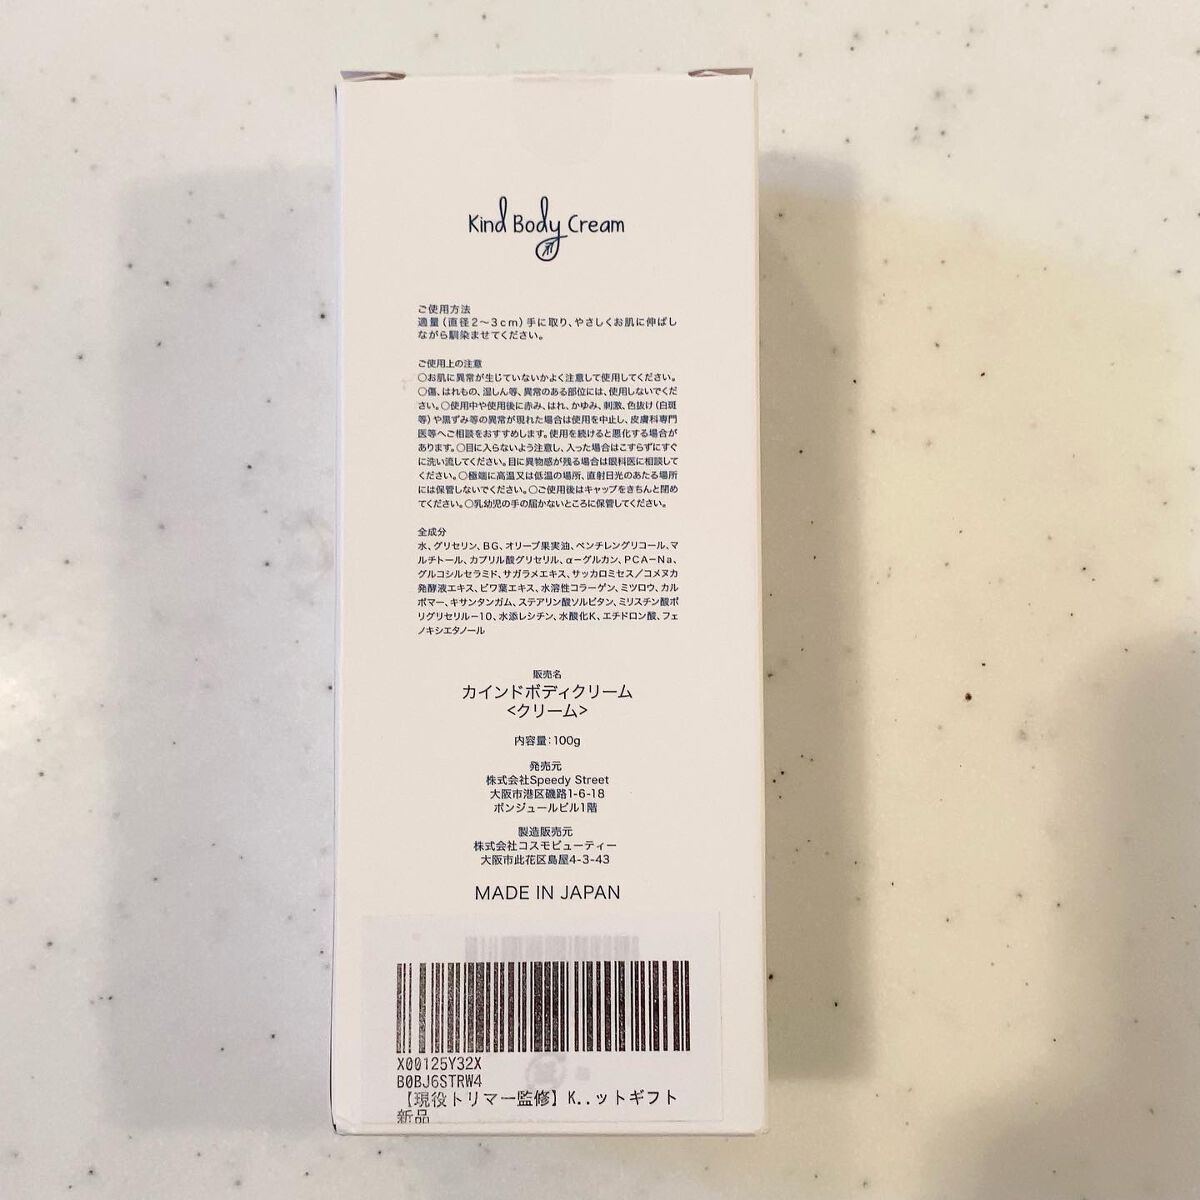 Kind Body Cream
ご使用方法
適量(直径2〜3cm)手に取り、やさしくお肌に伸ばし
ながら馴染ませてください。
ご使用上の注意
○お肌に異常が生じていないかよく注意して使用してください。
○傷、はれもの、湿しん等、異常のある部位には、使用しないでくだ
さい。○使用中や使用後に赤み、はれ、かゆみ、刺激、色抜け(白斑
等)や黒ずみ等の異常が現れた場合は使用を中止し、皮膚科専門
医等へご相談をおすすめします。使用を続けると悪化する場合が
あります。○目に入らないよう注意し、入った場合はこすらずにすぐ
に洗い流してください。目に異物感が残る場合は眼科医に相談して
ください。○極端に高温又は低温の場所、直射日光のあたる場所
には保管しないでください。○ご使用後はキャップをきちんと閉め
てください。○乳幼児の手の届かないところに保管してください。
全成分
水、グリセリン、BG、オリーブ果実油、ペンチレングリコール、マ
ルチトール、カプリル酸グリセリル、α-グルカン、PCA-Na、
グルコシルセラミド、サガラメエキス、サッカロミセス/コメヌカ
発酵液エキス、ビワ葉エキス、水溶性コラーゲン、ミツロウ、カル
ボマー、キサンタンガム、ステアリン酸ソルビタン、ミリスチン酸ポ
リグリセリル-10、水添レシチン、水酸化K、エチドロン酸、フェ
ノキシエタノール
販売名
カインドボディクリーム
<クリーム>
内容量:100g
発売元
株式会社Speedy Street
大阪市港区磯路1-6-18
ボンジュールビル1階
製造販売元
株式会社コスモビューティー
大阪市此花区島屋4-3-43
MADE IN JAPAN
X00125Y32X
B0BJ6STRW4
【現役トリマー監修】K..ットギフト
新品